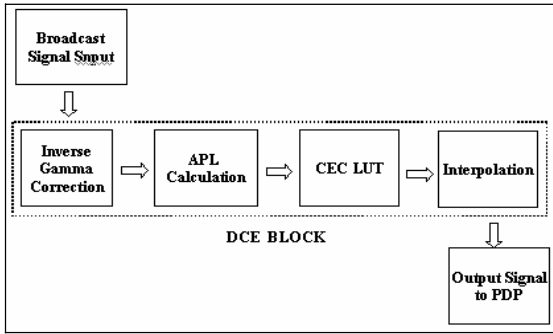 Broadcast
Signal Snput
Inverse
Gamma
Correction
APL
Calculation
CEC LUT
Interpolation
DCE BLOCK
Output Signal
to PDP